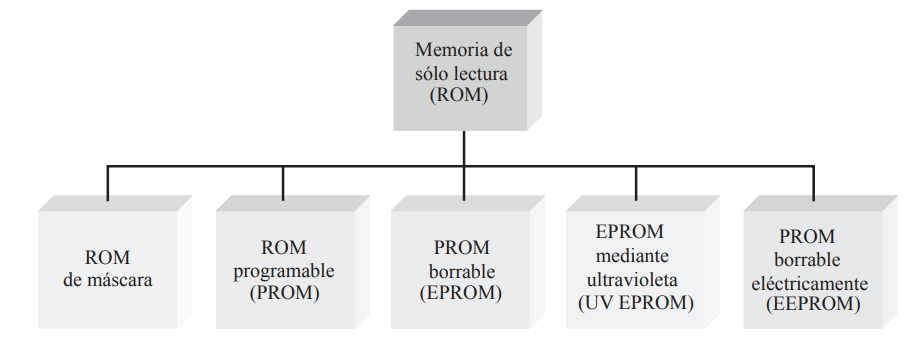 Memoria de
sólo lectura
(ROM)
ROM
de máscara
ROM
programable
(PROM)
PROM
borrable
(EPROM)
EPROM
mediante
ultravioleta
(UV EPROM)
PROM
borrable
eléctricamente
(EEPROM)